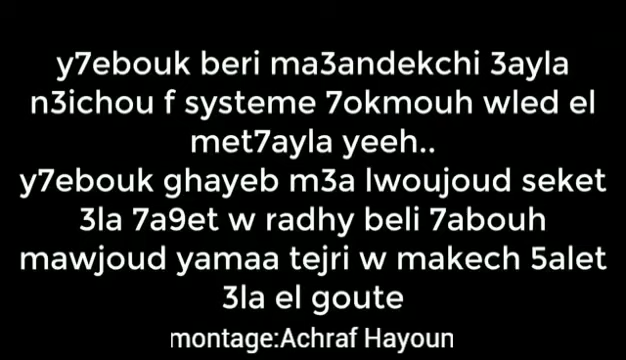 y7ebouk beri ma3andekchi 3ayla
n3ichou f systeme 7okmouh wled el
met7ayla yeeh..
y7ebouk ghayeb m3a lwoujoud seket
3la 7a9et w radhy beli 7abouh
mawjoud yamaa tejri w makech 5alet
3la el goute
montage:Achraf Hayoun